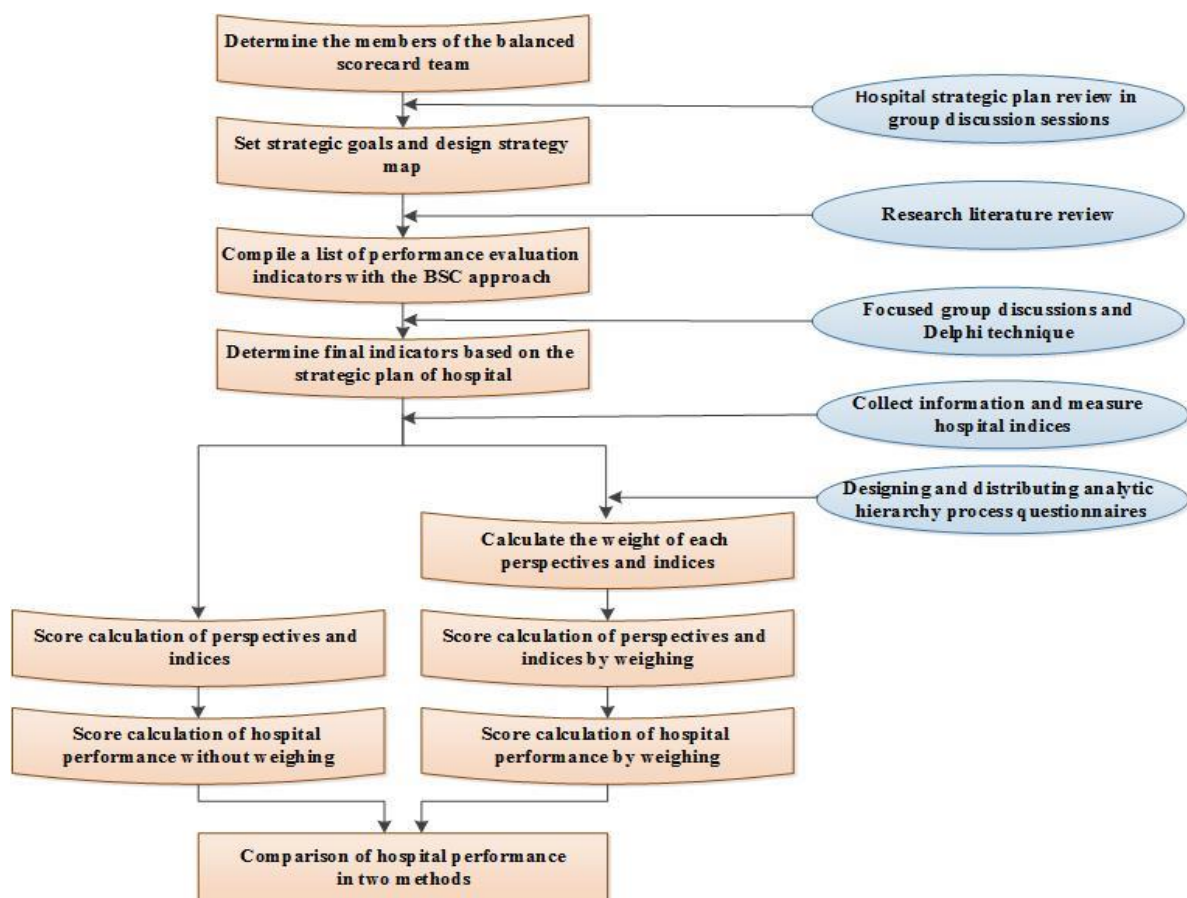 Determine the members of the balanced
scorecard team
Hospital strategic plan review in
group discussion sessions
Set strategic goals and design strategy
map
Research literature review
Compile a list of performance evaluation
indicators with the BSC approach
Focused group discussions and
Delphi technique
Determine final indicators based on the
strategic plan of hospital
Collect information and measure
hospital indices
Designing and distributing analytic
hierarchy process questionnaires
Calculate the weight of each
perspectives and indices
Score calculation of perspectives and
indices
Score calculation of perspectives and
indices by weighing
Score calculation of hospital
performance without weighing
Score calculation of hospital
performance by weighing
Comparison of hospital performance
in two methods